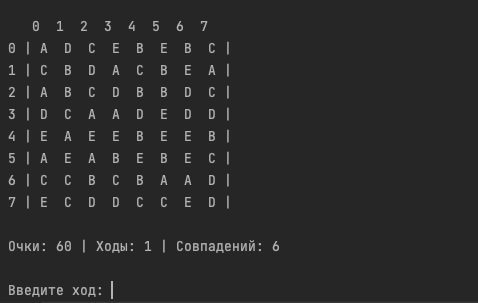 0 1 2 3 4 5 6 7
0 | A D C E B E B C |
1 | C B D A C B E A |
2 | A B C D B B D C |
3 | D C A A D E D D |
4 | E A E E B E E B |
5 | A E A B E B E C |
6 | C C B C B A A D |
7 | E C D D C C E D |
Очки: 60 | Ходы: 1 | Совпадений: 6
Введите ход: